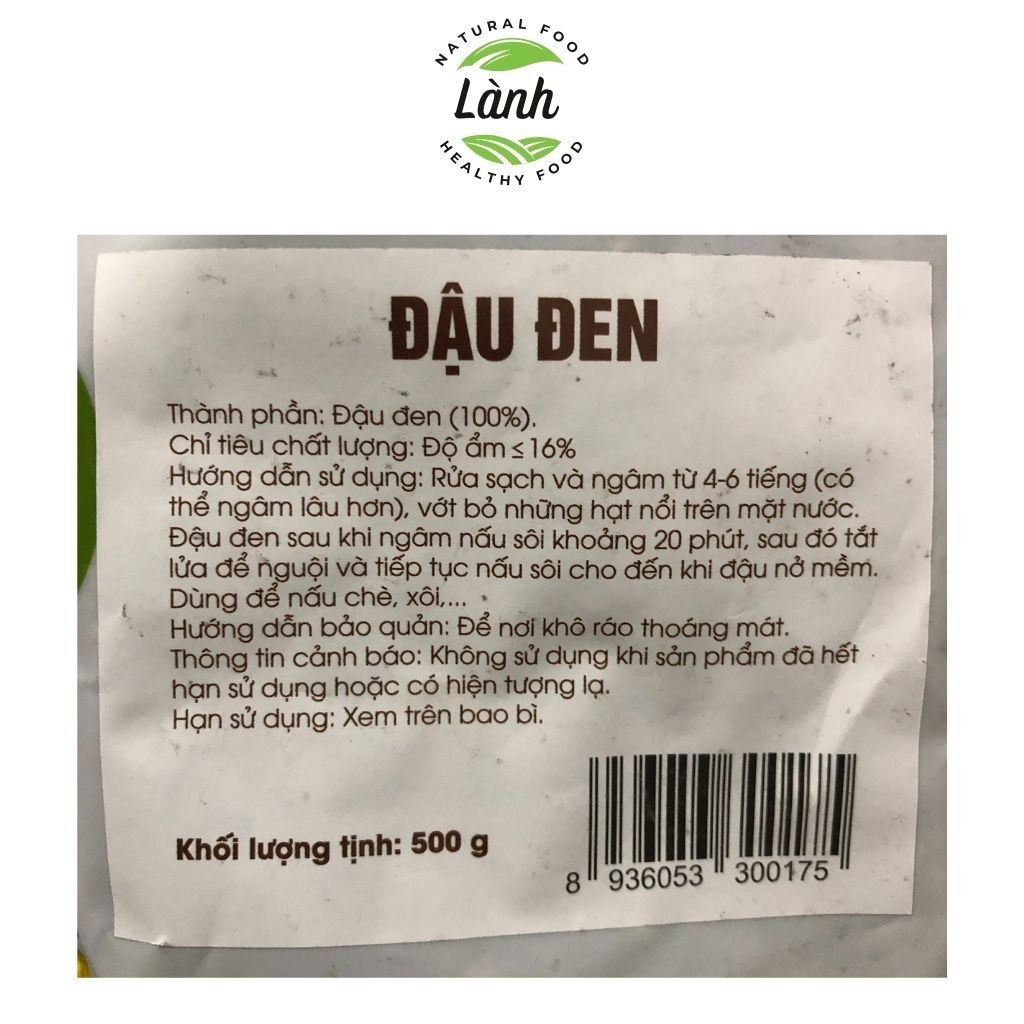 NATURAL FOOD
Lành
HEALTHY FOOD
ĐẬU ĐEN
Thành phần: Đậu đen (100%).
Chỉ tiêu chất lượng: Độ ẩm ≤ 16%
Hướng dẫn sử dụng: Rửa sạch và ngâm từ 4-6 tiếng (có
thể ngâm lâu hơn), vớt bỏ những hạt nổi trên mặt nước.
Đậu đen sau khi ngâm nấu sôi khoảng 20 phút, sau đó tắt
lửa để nguội và tiếp tục nấu sôi cho đến khi đậu nở mềm.
Dùng để nấu chè, xôi,...
Hướng dẫn bảo quản: Để nơi khô ráo thoáng mát.
Thông tin cảnh báo: Không sử dụng khi sản phẩm đã hết
hạn sử dụng hoặc có hiện tượng lạ.
Hạn sử dụng: Xem trên bao bì.
Khối lượng tịnh: 500 g
8 936053 300175